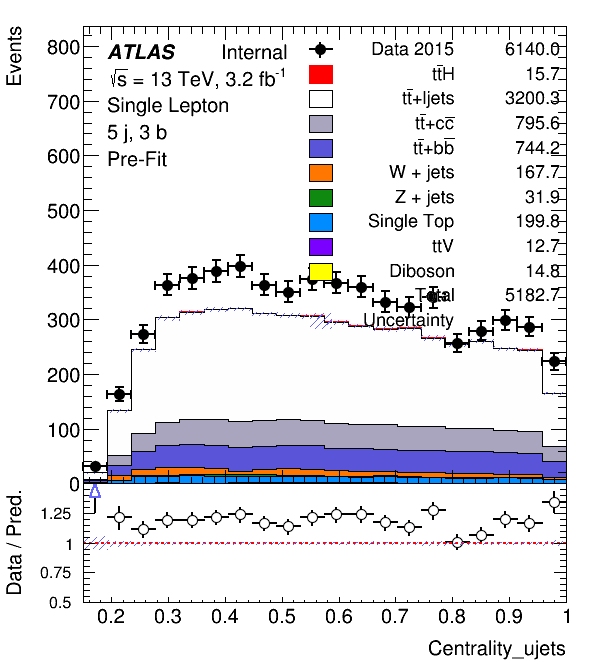 Events
800
700
600
500
400
300
200
100
0
ATLAS Internal
√s = 13 TeV, 3.2 fb-1
Single Lepton
5 j, 3 b
Pre-Fit
Data 2015 6140.0
tt̄H 15.7
tt̄+ljets 3200.3
tt̄+cc̄ 795.6
tt̄+bb̄ 744.2
W + jets 167.7
Z + jets 31.9
Single Top 199.8
ttV 12.7
Diboson 14.8
Total 5182.7
Uncertainty
Data / Pred.
1.25
1
0.75
0.5
0.2 0.3 0.4 0.5 0.6 0.7 0.8 0.9 1
Centrality_ujets